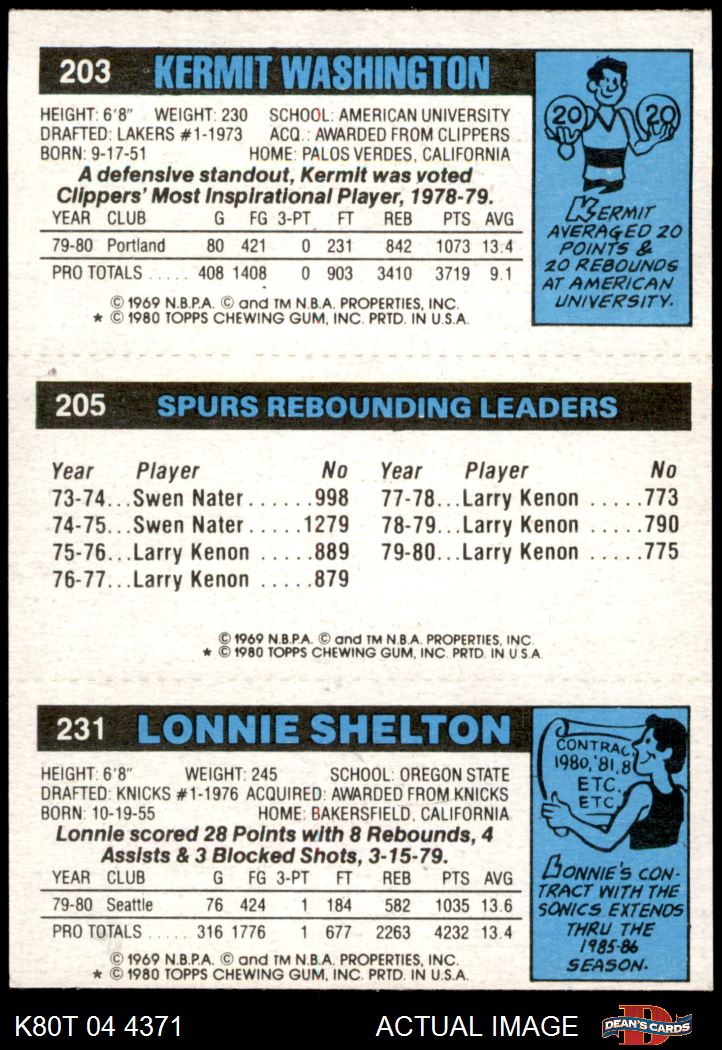 203 KERMIT WASHINGTON
HEIGHT: 6'8" WEIGHT: 230 SCHOOL: AMERICAN UNIVERSITY
DRAFTED: LAKERS #1-1973 ACQ.: AWARDED FROM CLIPPERS
BORN: 9-17-51 HOME: PALOS VERDES, CALIFORNIA
A defensive standout, Kermit was voted
Clippers' Most Inspirational Player, 1978-79.
YEAR CLUB G FG 3-PT FT REB PTS AVG
79-80 Portland 80 421 0 231 842 1073 13.4
PRO TOTALS ..... 408 1408 0 903 3410 3719 9.1
© 1969 N.B.P.A. © and TM N.B.A. PROPERTIES, INC.
* © 1980 TOPPS CHEWING GUM, INC. PRTD. IN U.S.A.
20 20
KERMIT
AVERAGED 20
POINTS &
20 REBOUNDS
AT AMERICAN
UNIVERSITY.
205 SPURS REBOUNDING LEADERS
Year Player No Year Player No
73-74...Swen Nater ......998 77-78...Larry Kenon .....773
74-75...Swen Nater .....1279 78-79...Larry Kenon .....790
75-76...Larry Kenon .....889 79-80...Larry Kenon .....775
76-77...Larry Kenon .....879
© 1969 N.B.P.A. © and TM N.B.A. PROPERTIES, INC.
* © 1980 TOPPS CHEWING GUM, INC. PRTD. IN U.S.A.
231 LONNIE SHELTON
HEIGHT: 6'8" WEIGHT: 245 SCHOOL: OREGON STATE
DRAFTED: KNICKS #1-1976 ACQUIRED: AWARDED FROM KNICKS
BORN: 10-19-55 HOME: BAKERSFIELD, CALIFORNIA
Lonnie scored 28 Points with 8 Rebounds, 4
Assists & 3 Blocked Shots, 3-15-79.
YEAR CLUB G FG 3-PT FT REB PTS AVG
79-80 Seattle 76 424 1 184 582 1035 13.6
PRO TOTALS ..... 316 1776 1 677 2263 4232 13.4
© 1969 N.B.P.A. © and TM N.B.A. PROPERTIES, INC.
* © 1980 TOPPS CHEWING GUM, INC. PRTD. IN U.S.A.
CONTRAC
1980, '81, 8
ETC.
ETC.
LONNIE'S CON-
TRACT WITH THE
SONICS EXTENDS
THRU THE
1985-86
SEASON.
K80T 04 4371 ACTUAL IMAGE D DEAN'S CARDS